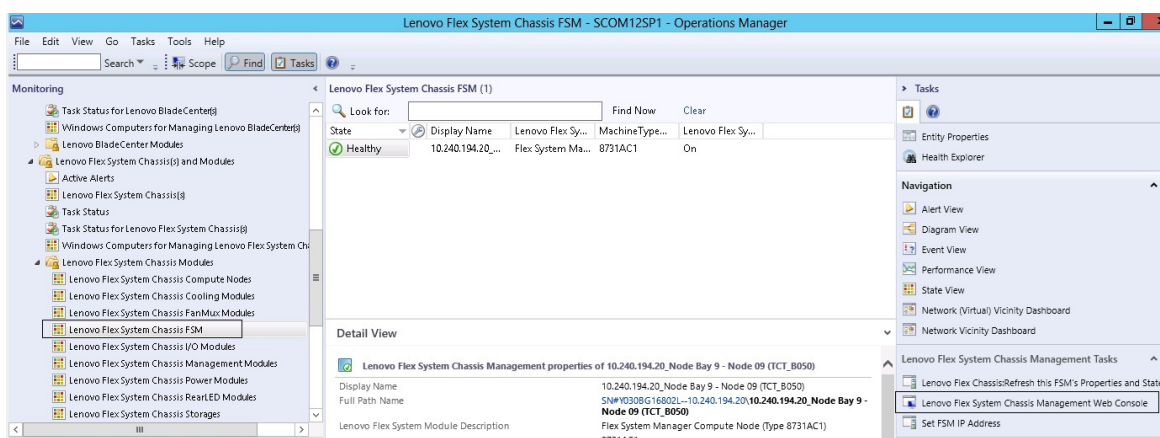 Lenovo Flex System Chassis FSM - SCOM12SP1 - Operations Manager
File Edit View Go Tasks Tools Help
Search Scope Find Tasks
Monitoring
Task Status for Lenovo BladeCenter(s)
Windows Computers for Managing Lenovo BladeCenter(s)
Lenovo BladeCenter Modules
Lenovo Flex System Chassis(s) and Modules
Active Alerts
Lenovo Flex System Chassis(s)
Task Status
Task Status for Lenovo Flex System Chassis(s)
Windows Computers for Managing Lenovo Flex System Ch
Lenovo Flex System Chassis Modules
Lenovo Flex System Chassis Compute Nodes
Lenovo Flex System Chassis Cooling Modules
Lenovo Flex System Chassis FanMux Modules
Lenovo Flex System Chassis FSM
Lenovo Flex System Chassis I/O Modules
Lenovo Flex System Chassis Management Modules
Lenovo Flex System Chassis Power Modules
Lenovo Flex System Chassis RearLED Modules
Lenovo Flex System Chassis Storages
Lenovo Flex System Chassis FSM (1)
Look for: Find Now Clear
State Display Name Lenovo Flex Sy... MachineType... Lenovo Flex Sy...
Healthy 10.240.194.20_... Flex System Ma... 8731AC1 On
Detail View
Lenovo Flex System Chassis Management properties of 10.240.194.20_Node Bay 9 - Node 09 (TCT_B050)
Display Name 10.240.194.20_Node Bay 9 - Node 09 (TCT_B050)
Full Path Name SN#Y030BG16802L--10.240.194.20\10.240.194.20_Node Bay 9 -
Node 09 (TCT_B050)
Lenovo Flex System Module Description Flex System Manager Compute Node (Type 8731AC1)
Tasks
Entity Properties
Health Explorer
Navigation
Alert View
Diagram View
Event View
Performance View
State View
Network (Virtual) Vicinity Dashboard
Network Vicinity Dashboard
Lenovo Flex System Chassis Management Tasks
Lenovo Flex Chassis:Refresh this FSM's Properties and State
Lenovo Flex System Chassis Management Web Console
Set FSM IP Address